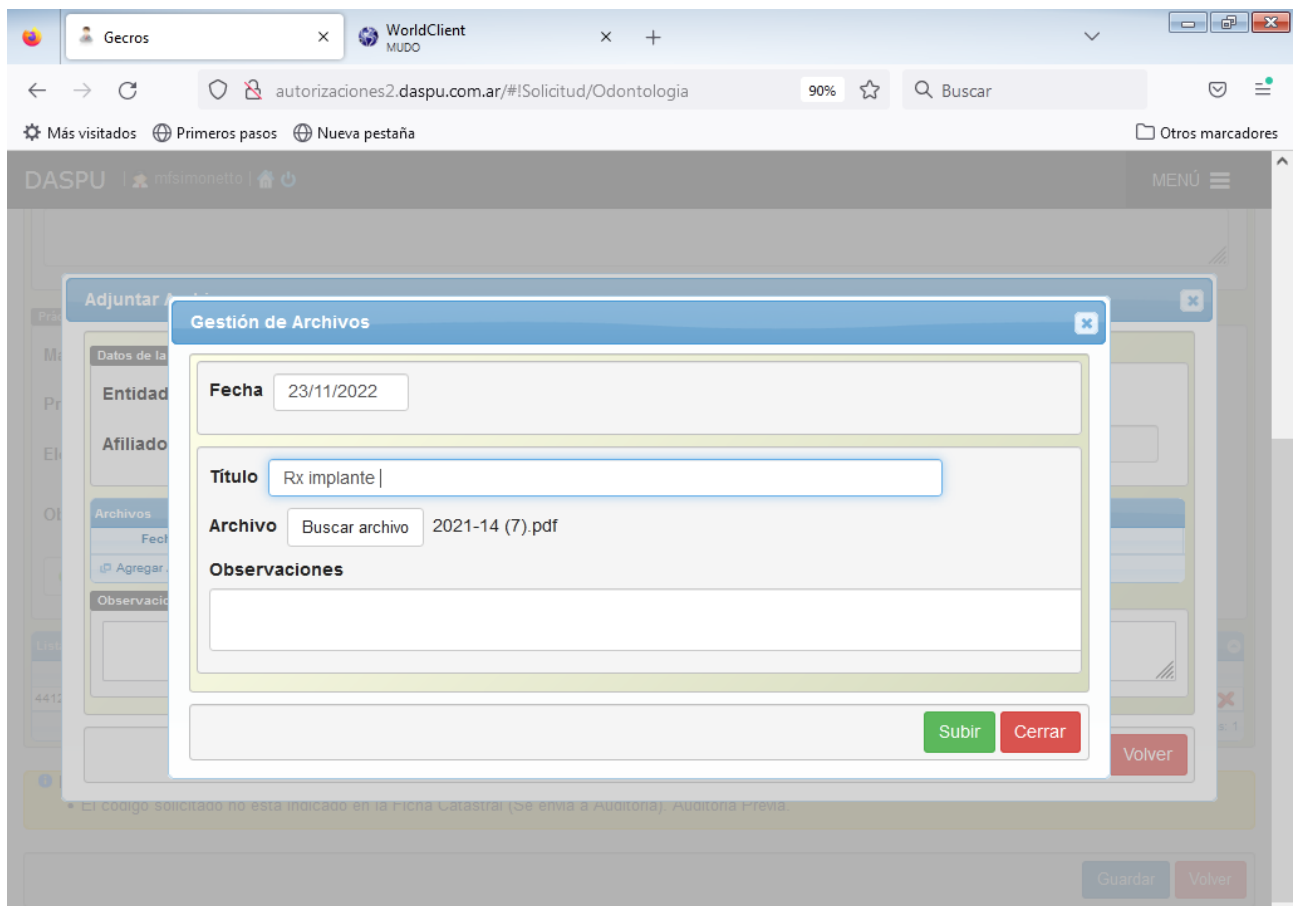 Gecros
WorldClient
MUDO
autorizaciones2.daspu.com.ar/#!Solicitud/Odontologia
90%
Buscar
Más visitados
Primeros pasos
Nueva pestaña
Otros marcadores
DASPU | mfsimonetto |
MENÚ
Adjuntar
Gestión de Archivos
Datos de la
Fecha 23/11/2022
Entidad
Afiliado
Título Rx implante
Archivos
Archivo Buscar archivo 2021-14 (7).pdf
Fech
Agregar
Observaciones
Observacio
4412
Subir Cerrar
Volver
El código solicitado no está indicado en la Ficha Catastral (Se envía a Auditoría). Auditoría Previa.
Guardar Volver